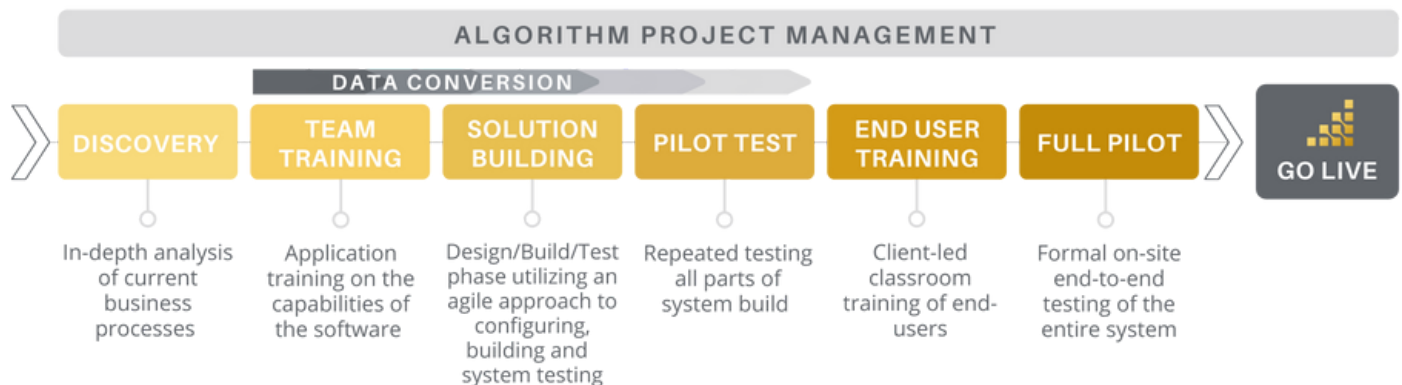 ALGORITHM PROJECT MANAGEMENT
DATA CONVERSION
DISCOVERY
In-depth analysis
of current
business
processes
TEAM
TRAINING
Application
training on the
capabilities of
the software
SOLUTION
BUILDING
Design/Build/Test
phase utilizing an
agile approach to
configuring,
building and
system testing
PILOT TEST
Repeated testing
all parts of
system build
END USER
TRAINING
Client-led
classroom
training of end-
users
FULL PILOT
Formal on-site
end-to-end
testing of the
entire system
GO LIVE